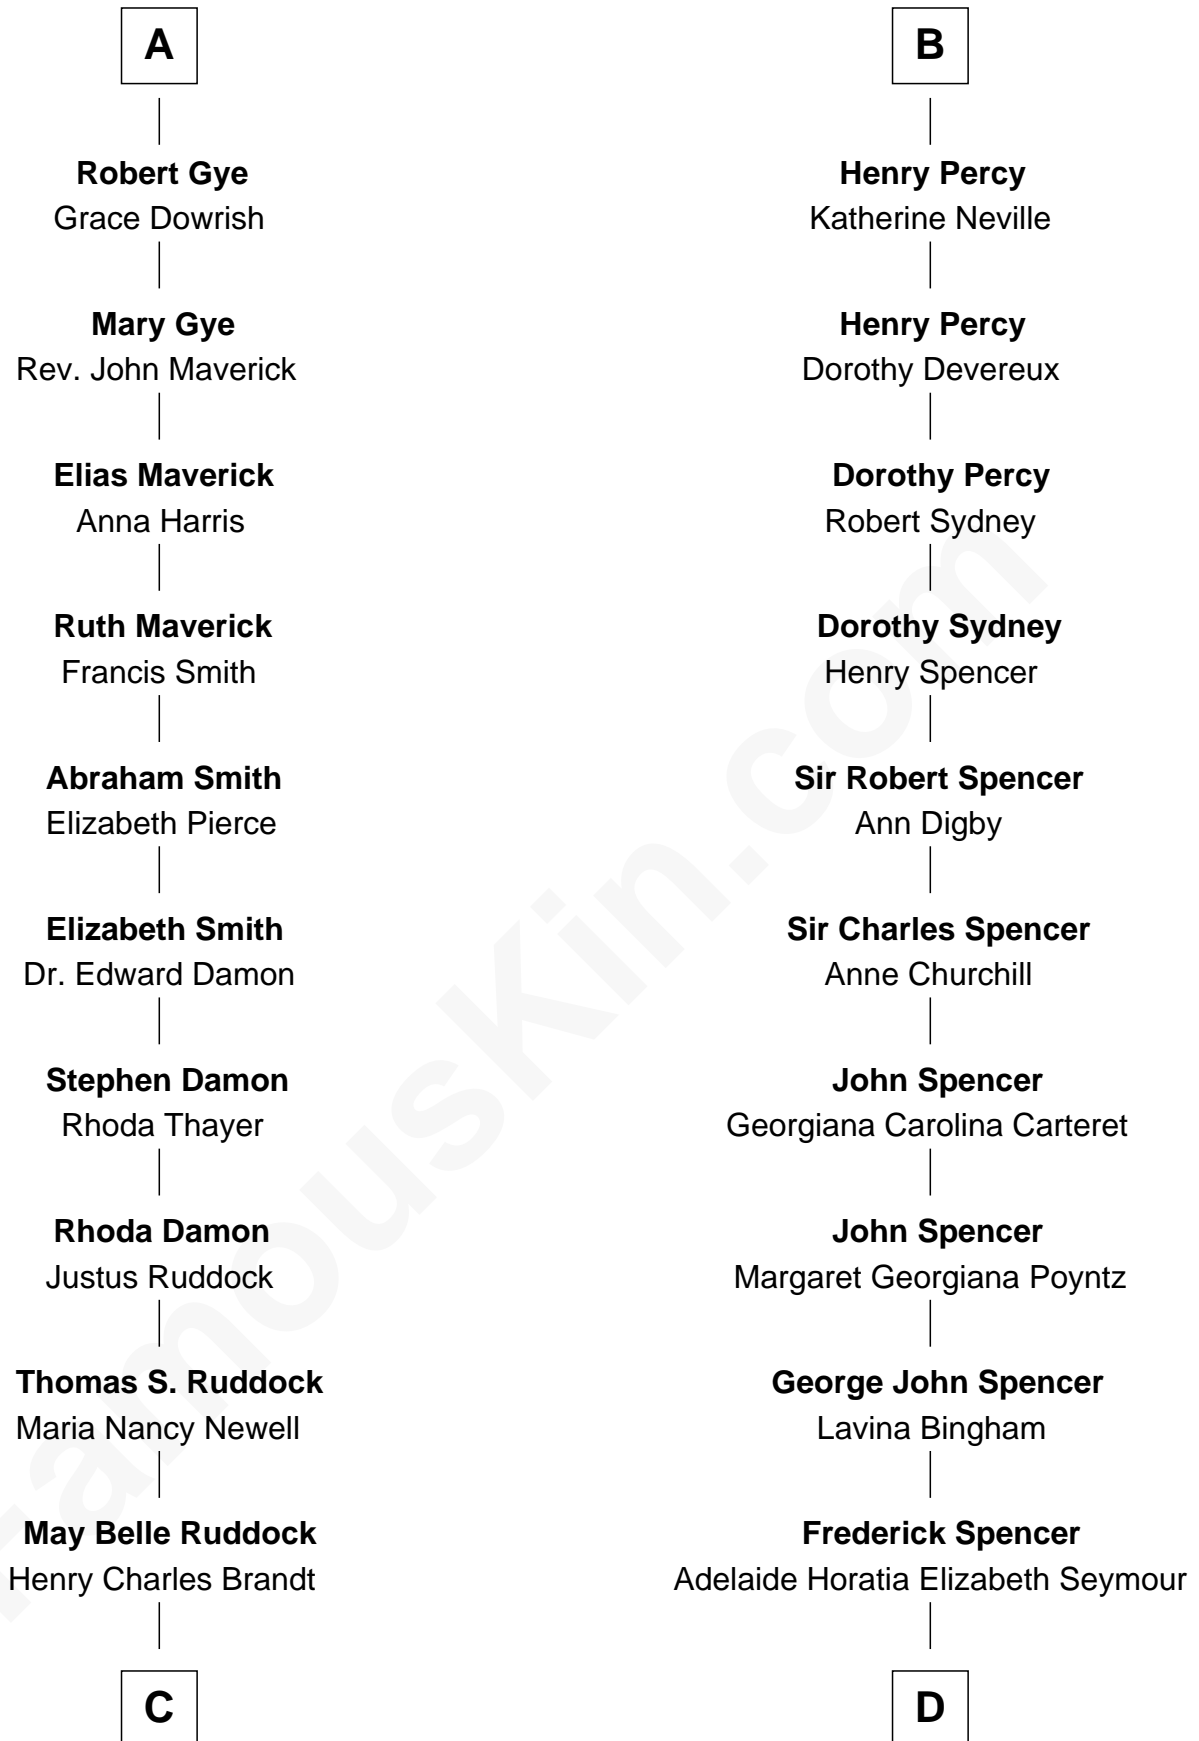 A
Robert Gye
Grace Dowrish
Mary Gye
Rev. John Maverick
Elias Maverick
Anna Harris
Ruth Maverick
Francis Smith
Abraham Smith
Elizabeth Pierce
Elizabeth Smith
Dr. Edward Damon
Stephen Damon
Rhoda Thayer
Rhoda Damon
Justus Ruddock
Thomas S. Ruddock
Maria Nancy Newell
May Belle Ruddock
Henry Charles Brandt
C
B
Henry Percy
Katherine Neville
Henry Percy
Dorothy Devereux
Dorothy Percy
Robert Sydney
Dorothy Sydney
Henry Spencer
Sir Robert Spencer
Ann Digby
Sir Charles Spencer
Anne Churchill
John Spencer
Georgiana Carolina Carteret
John Spencer
Margaret Georgiana Poyntz
George John Spencer
Lavina Bingham
Frederick Spencer
Adelaide Horatia Elizabeth Seymour
D
FamousKin.com